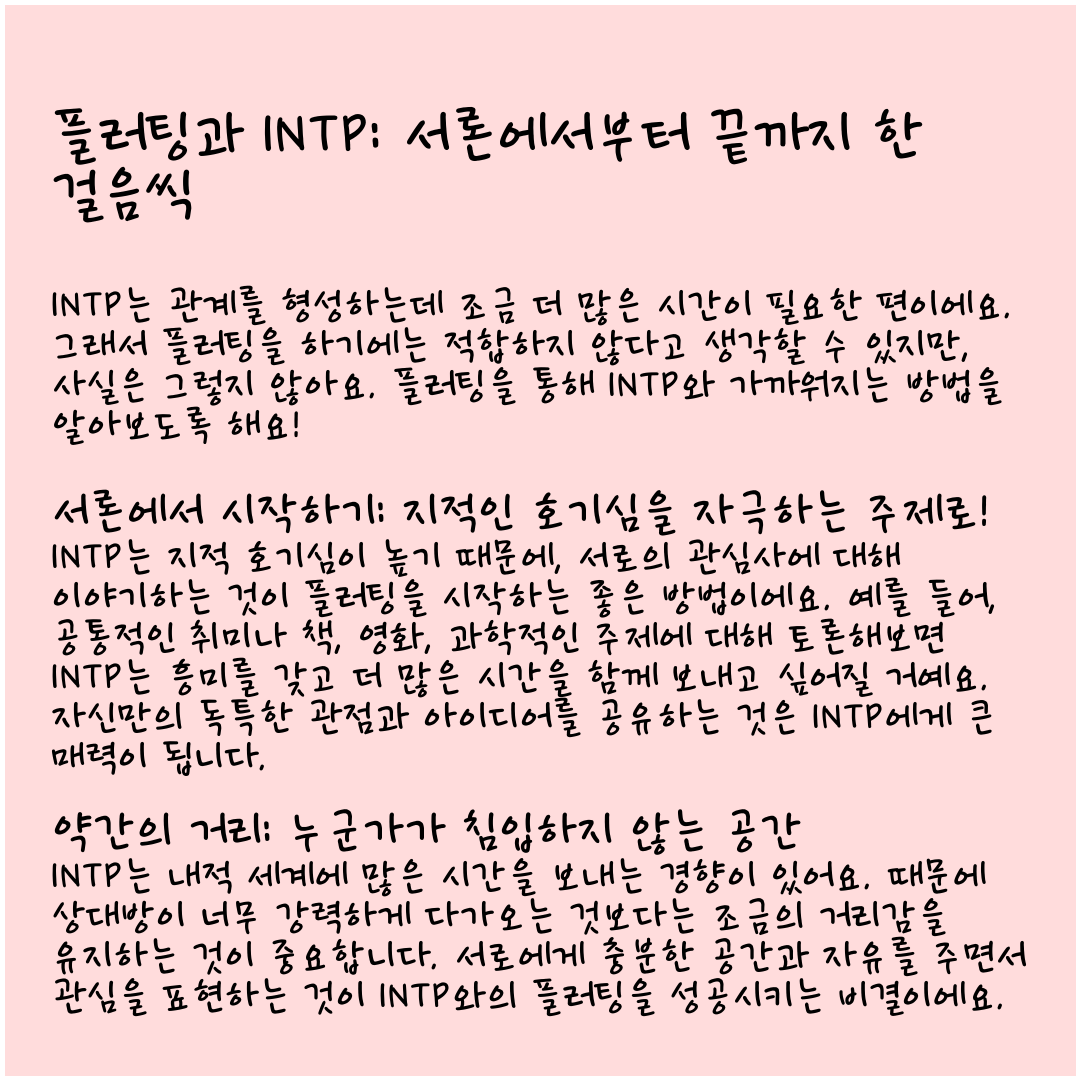 플러팅과 INTP: 서론에서부터 끝까지 한
걸음씩
INTP는 관계를 형성하는데 조금 더 많은 시간이 필요한 편이에요.
그래서 플러팅을 하기에는 적합하지 않다고 생각할 수 있지만,
사실은 그렇지 않아요. 플러팅을 통해 INTP와 가까워지는 방법을
알아보도록 해요!
서론에서 시작하기: 지적인 호기심을 자극하는 주제로!
INTP는 지적 호기심이 높기 때문에, 서로의 관심사에 대해
이야기하는 것이 플러팅을 시작하는 좋은 방법이에요. 예를 들어,
공통적인 취미나 책, 영화, 과학적인 주제에 대해 토론해보면
INTP는 흥미를 갖고 더 많은 시간을 함께 보내고 싶어질 거예요.
자신만의 독특한 관점과 아이디어를 공유하는 것은 INTP에게 큰
매력이 됩니다.
약간의 거리: 누군가가 침입하지 않는 공간
INTP는 내적 세계에 많은 시간을 보내는 경향이 있어요. 때문에
상대방이 너무 강력하게 다가오는 것보다는 조금의 거리감을
유지하는 것이 중요합니다. 서로에게 충분한 공간과 자유를 주면서
관심을 표현하는 것이 INTP와의 플러팅을 성공시키는 비결이에요.